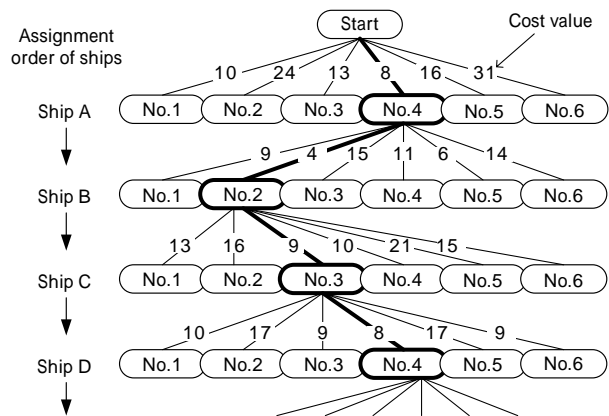 Assignment
order of ships
Start
Cost value
10 24 13 8 16 31
Ship A No.1 No.2 No.3 No.4 No.5 No.6
9 4 15 11 6 14
Ship B No.1 No.2 No.3 No.4 No.5 No.6
13 16 9 10 21 15
Ship C No.1 No.2 No.3 No.4 No.5 No.6
10 17 9 8 17 9
Ship D No.1 No.2 No.3 No.4 No.5 No.6